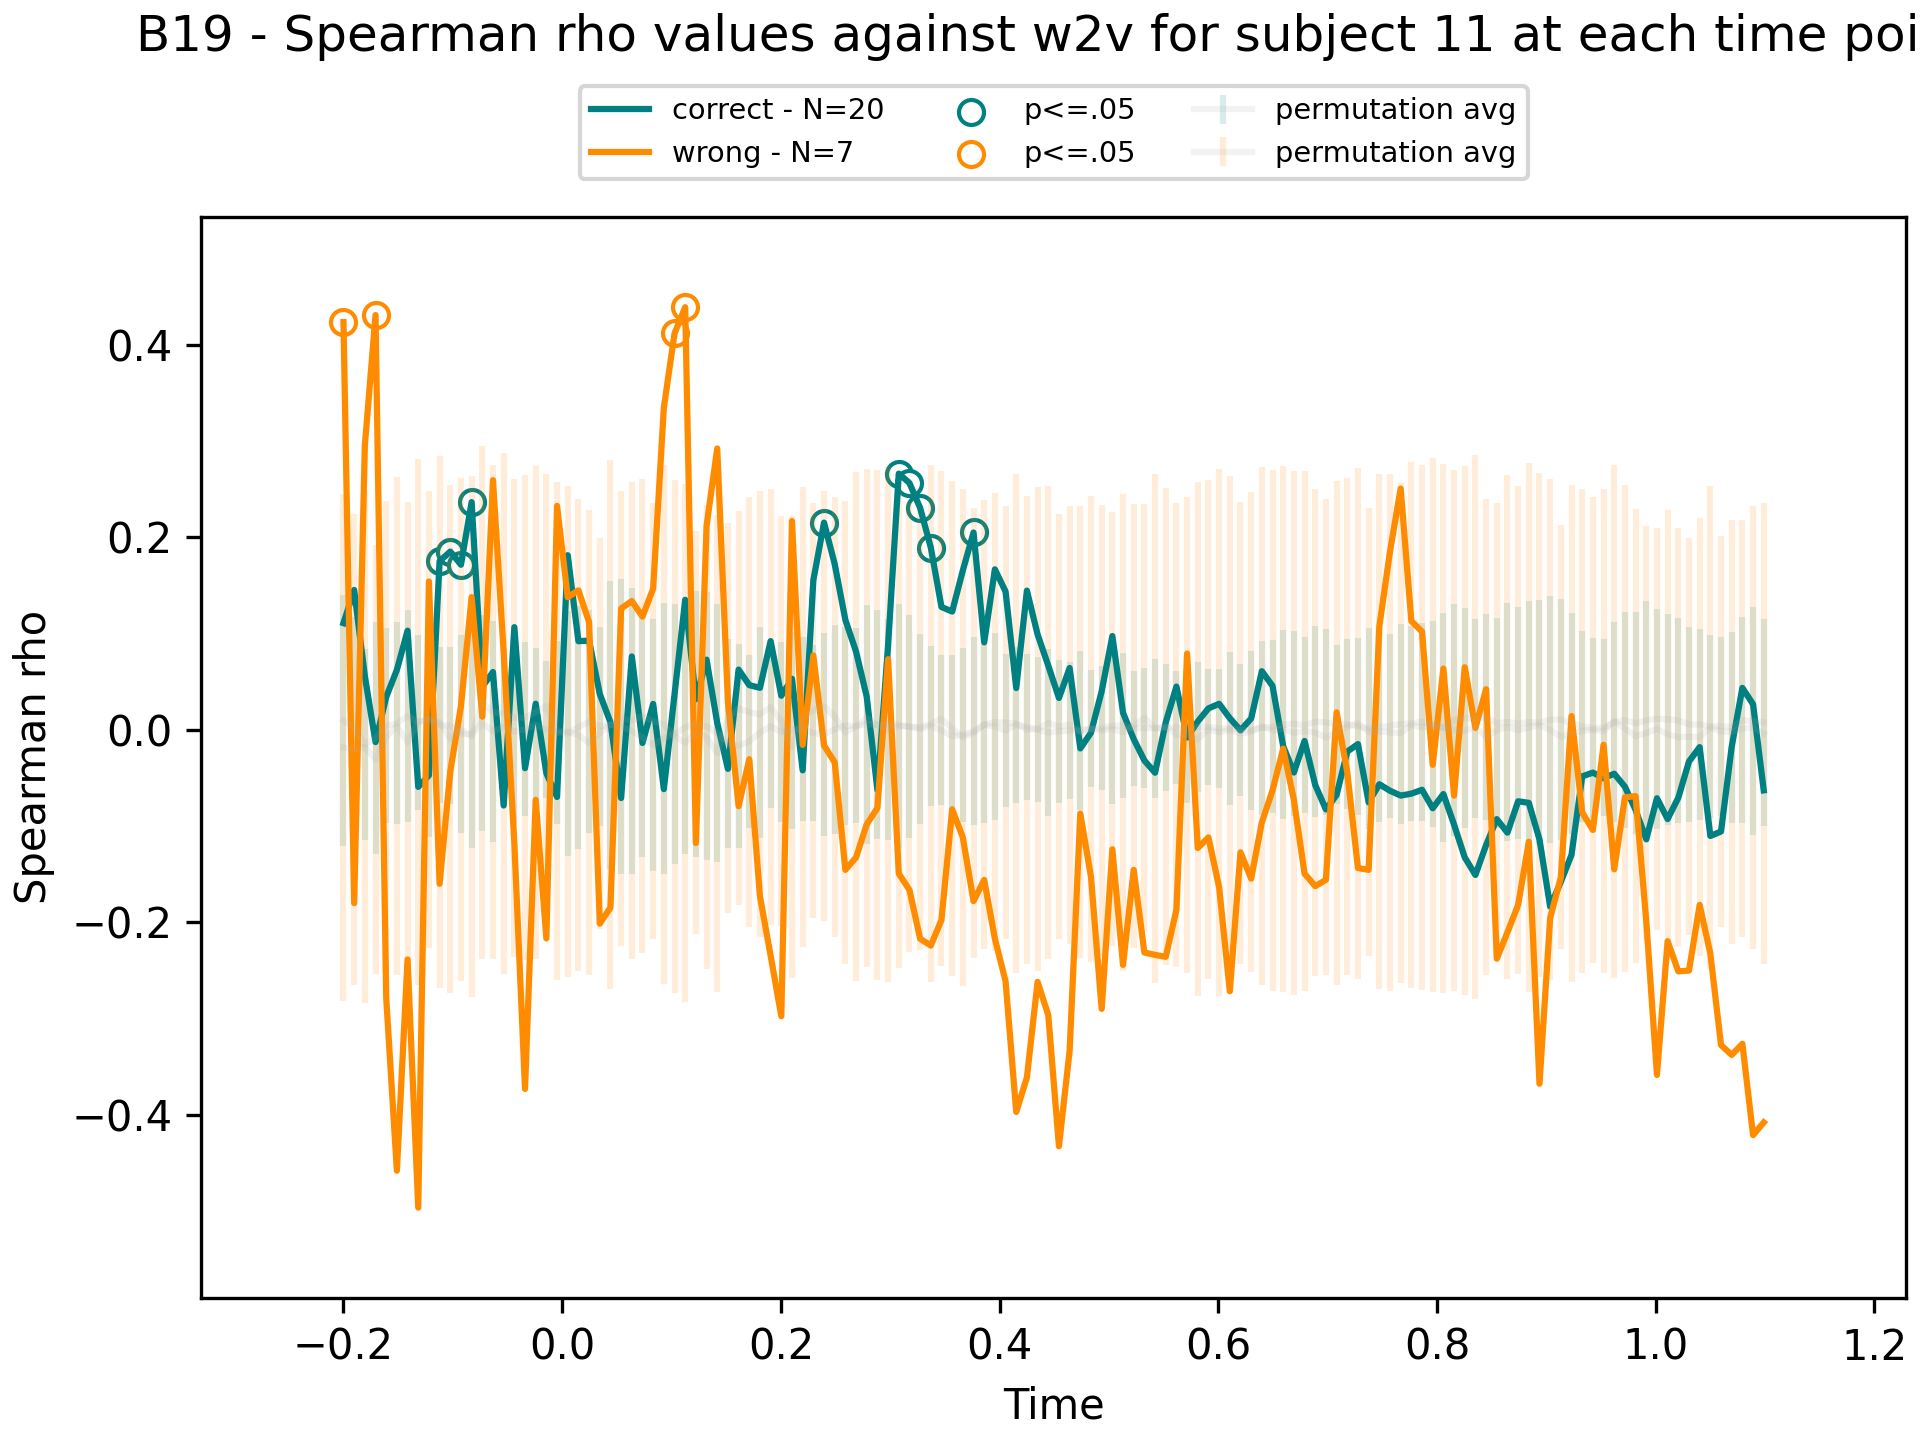 B19 - Spearman rho values against w2v for subject 11 at each time poi
correct - N=20
wrong - N=7
p<=.05
p<=.05
permutation avg
permutation avg
Spearman rho
0.4
0.2
0.0
−0.2
−0.4
−0.2
0.0
0.2
0.4
0.6
0.8
1.0
1.2
Time